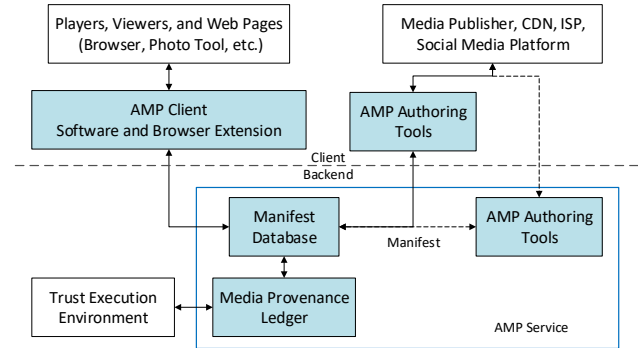 Players, Viewers, and Web Pages
(Browser, Photo Tool, etc.)
Media Publisher, CDN, ISP,
Social Media Platform
AMP Client
Software and Browser Extension
AMP Authoring
Tools
Client
Backend
Manifest
Database
Manifest
AMP Authoring
Tools
Trust Execution
Environment
Media Provenance
Ledger
AMP Service